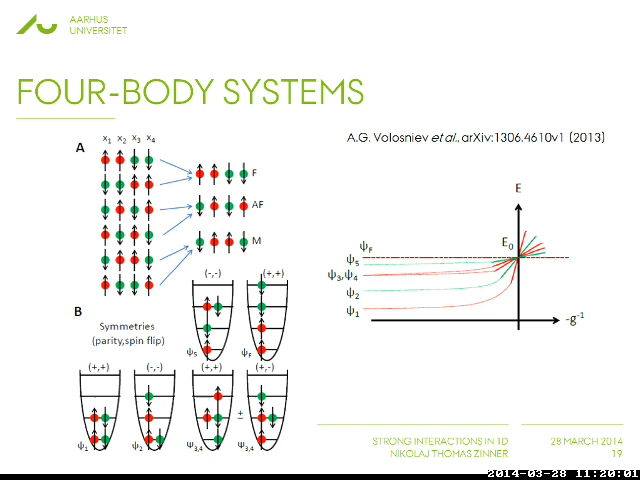 AARHUS
UNIVERSITET
FOUR-BODY SYSTEMS
A.G. Volosniev et al., arXiv:1306.4610v1 (2013)
A
x₁ x₂ x₃ x₄
F
AF
M
B
Symmetries
(parity,spin flip)
(-,-)
(+,+)
ψ₅
ψF
(+,+)
(-,-)
(+,+)
(+,-)
±
ψ₁
ψ₂
ψ₃,₄
ψ₃,₄
E
E₀
ψF
ψ₅
ψ₃,ψ₄
ψ₂
ψ₁
-g⁻¹
STRONG INTERACTIONS IN 1D
NIKOLAJ THOMAS ZINNER
28 MARCH 2014
19
2014-03-28 11:20:01